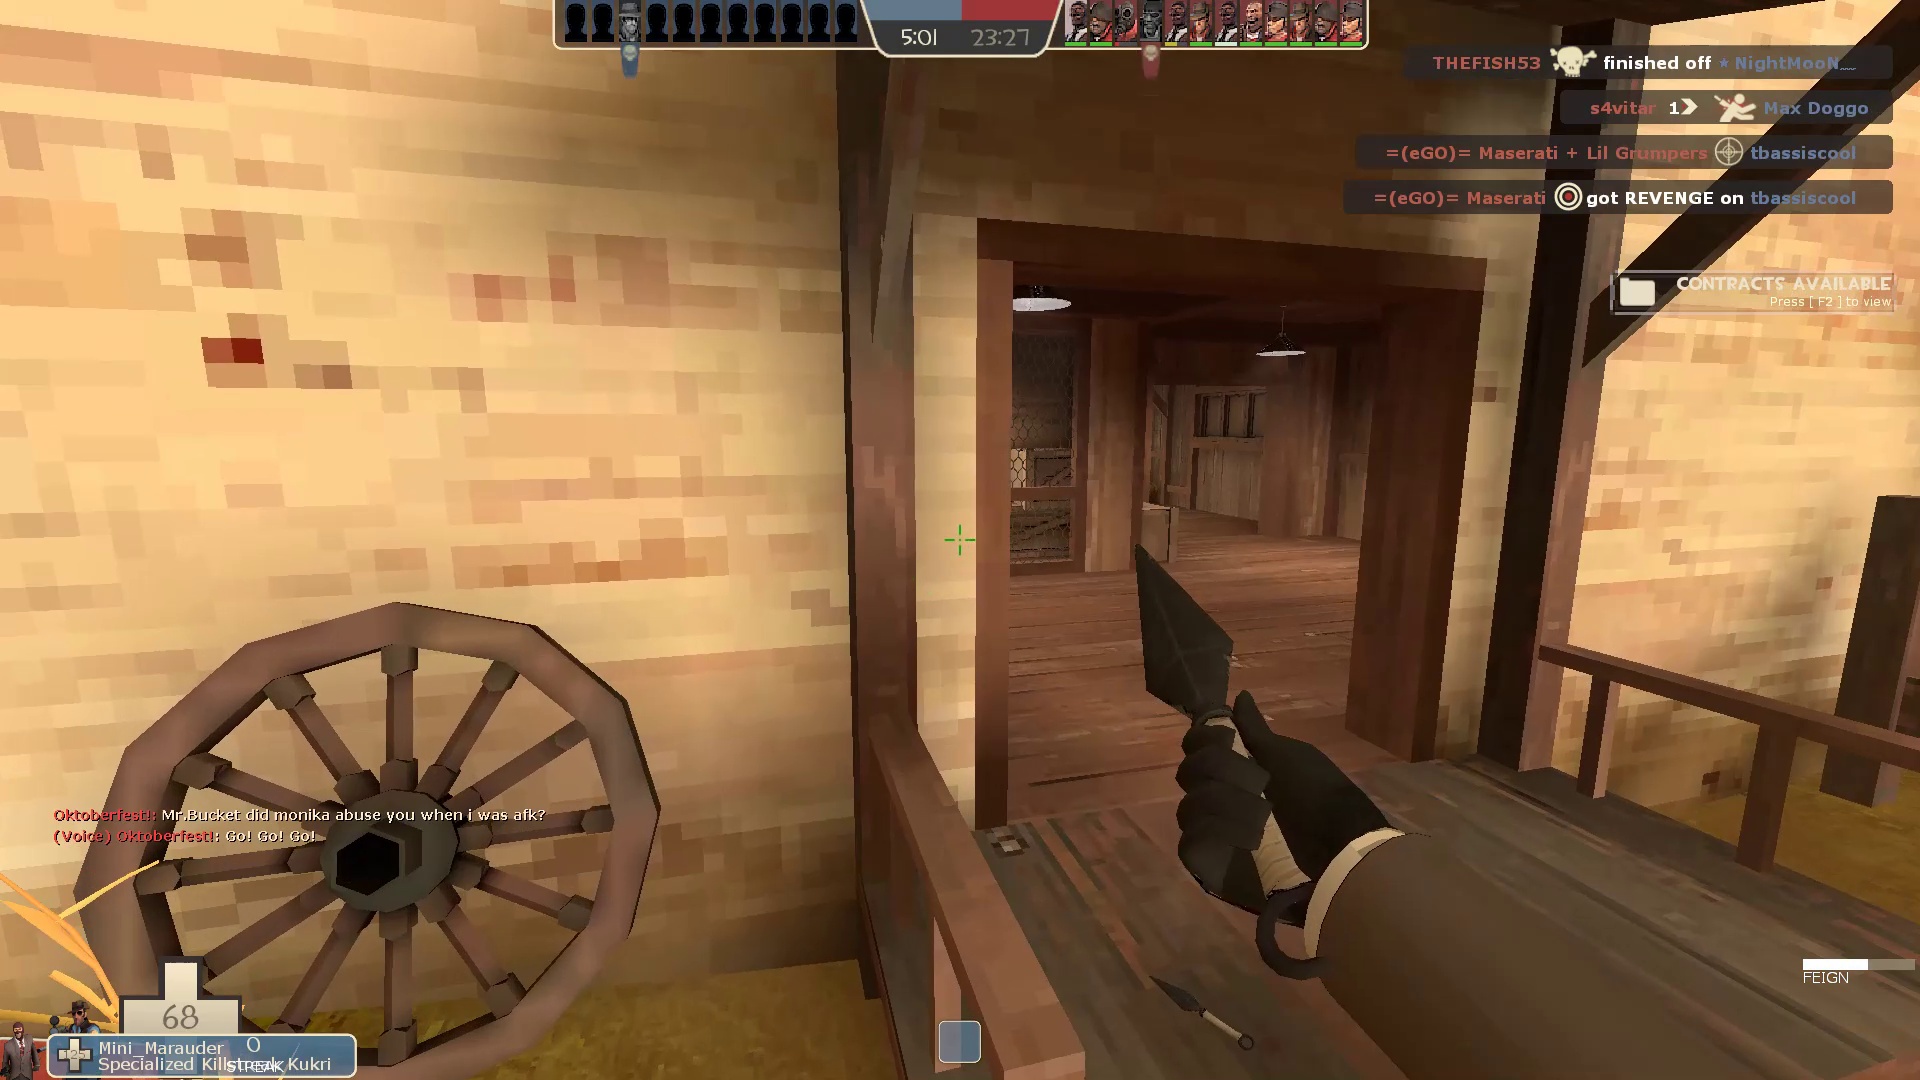 5:01 23:27
THEFISH53 finished off ★ NightMooN__
s4vitar 1 Max Doggo
=(eGO)= Maserati + Lil Grumpers tbassiscool
=(eGO)= Maserati got REVENGE on tbassiscool
CONTRACTS AVAILABLE
Press [ F2 ] to view
Oktoberfest!: Mr.Bucket did monika abuse you when i was afk?
(Voice) Oktoberfest!: Go! Go! Go!
FEIGN
68
125
Mini_Marauder
0
Specialized Killstreak Kukri
STREAK